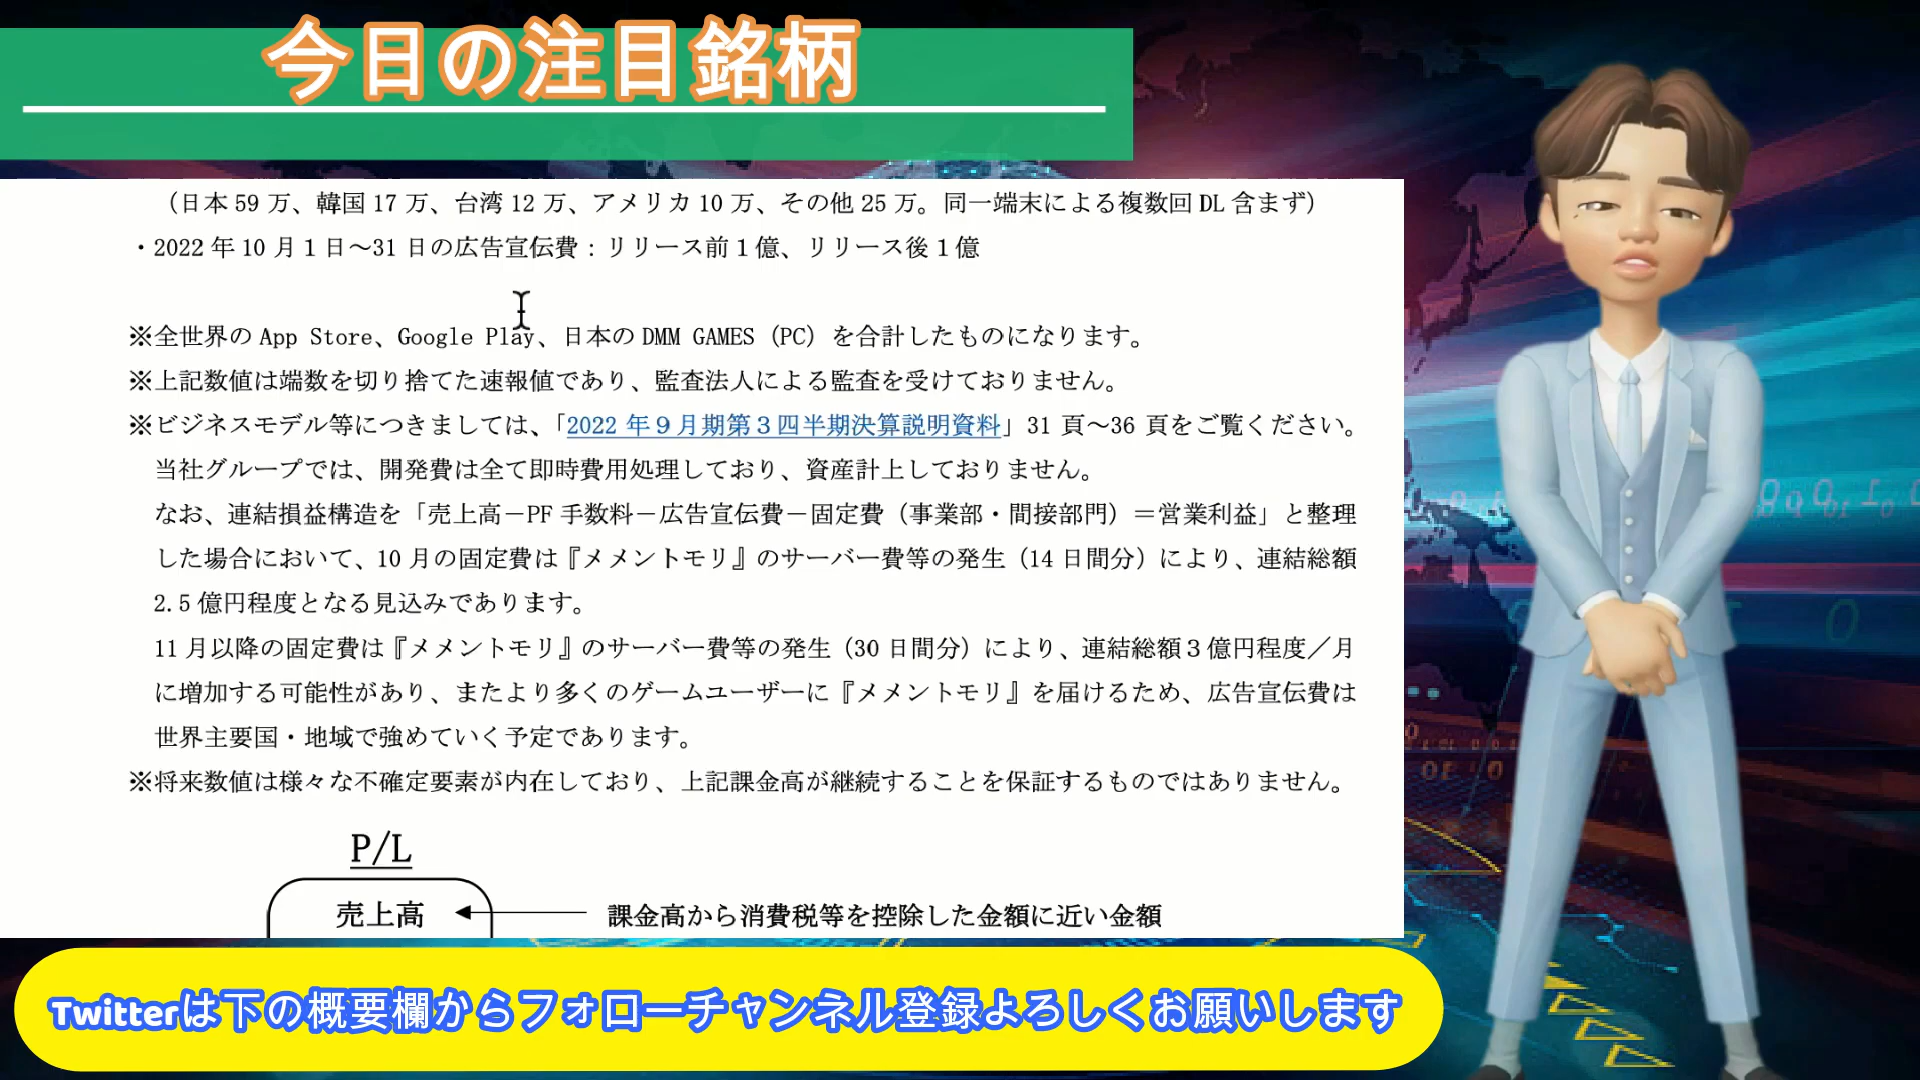 今日の注目銘柄
（日本 59 万、韓国 17 万、台湾 12 万、アメリカ 10 万、その他 25 万。同一端末による複数回 DL 含まず）
・2022 年 10 月１日～31 日の広告宣伝費：リリース前１億、リリース後１億
※全世界の App Store、Google Play、日本の DMM GAMES（PC）を合計したものになります。
※上記数値は端数を切り捨てた速報値であり、監査法人による監査を受けておりません。
※ビジネスモデル等につきましては、「2022 年９月期第３四半期決算説明資料」31 頁～36 頁をご覧ください。
当社グループでは、開発費は全て即時費用処理しており、資産計上しておりません。
なお、連結損益構造を「売上高－PF 手数料－広告宣伝費－固定費（事業部・間接部門）＝営業利益」と整理
した場合において、10 月の固定費は『メメントモリ』のサーバー費等の発生（14 日間分）により、連結総額
2.5 億円程度となる見込みであります。
11 月以降の固定費は『メメントモリ』のサーバー費等の発生（30 日間分）により、連結総額３億円程度／月
に増加する可能性があり、またより多くのゲームユーザーに『メメントモリ』を届けるため、広告宣伝費は
世界主要国・地域で強めていく予定であります。
※将来数値は様々な不確定要素が内在しており、上記課金高が継続することを保証するものではありません。
P/L
売上高 課金高から消費税等を控除した金額に近い金額
Twitterは下の概要欄からフォローチャンネル登録よろしくお願いします